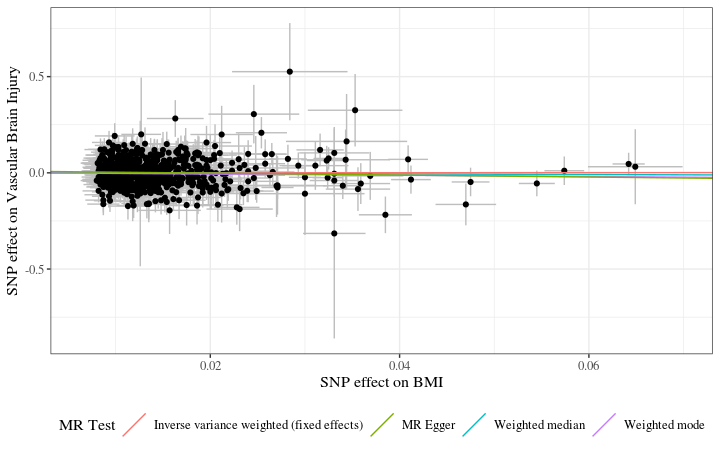 SNP effect on Vascular Brain Injury
0.5
0.0
-0.5
0.02
0.04
0.06
SNP effect on BMI
MR Test
Inverse variance weighted (fixed effects)
MR Egger
Weighted median
Weighted mode